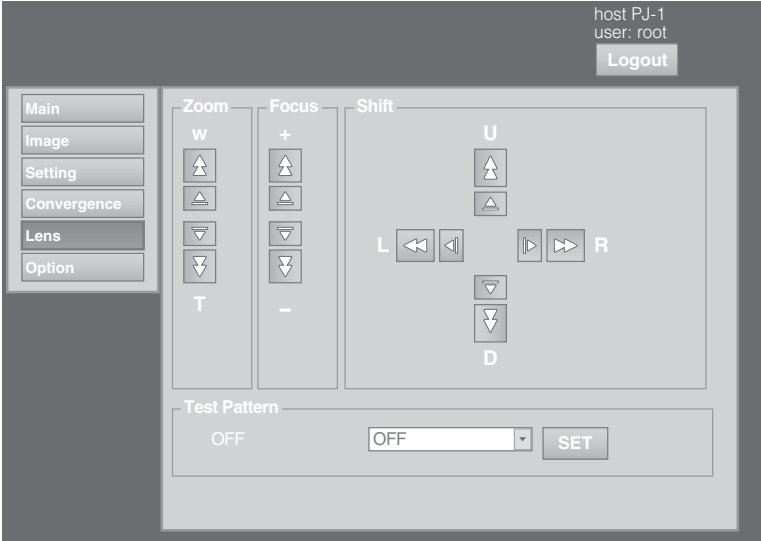 host PJ-1
user: root
Logout
Main
Image
Setting
Convergence
Lens
Option
Zoom
W
T
Focus
+
–
Shift
U
L
R
D
Test Pattern
OFF
OFF
SET